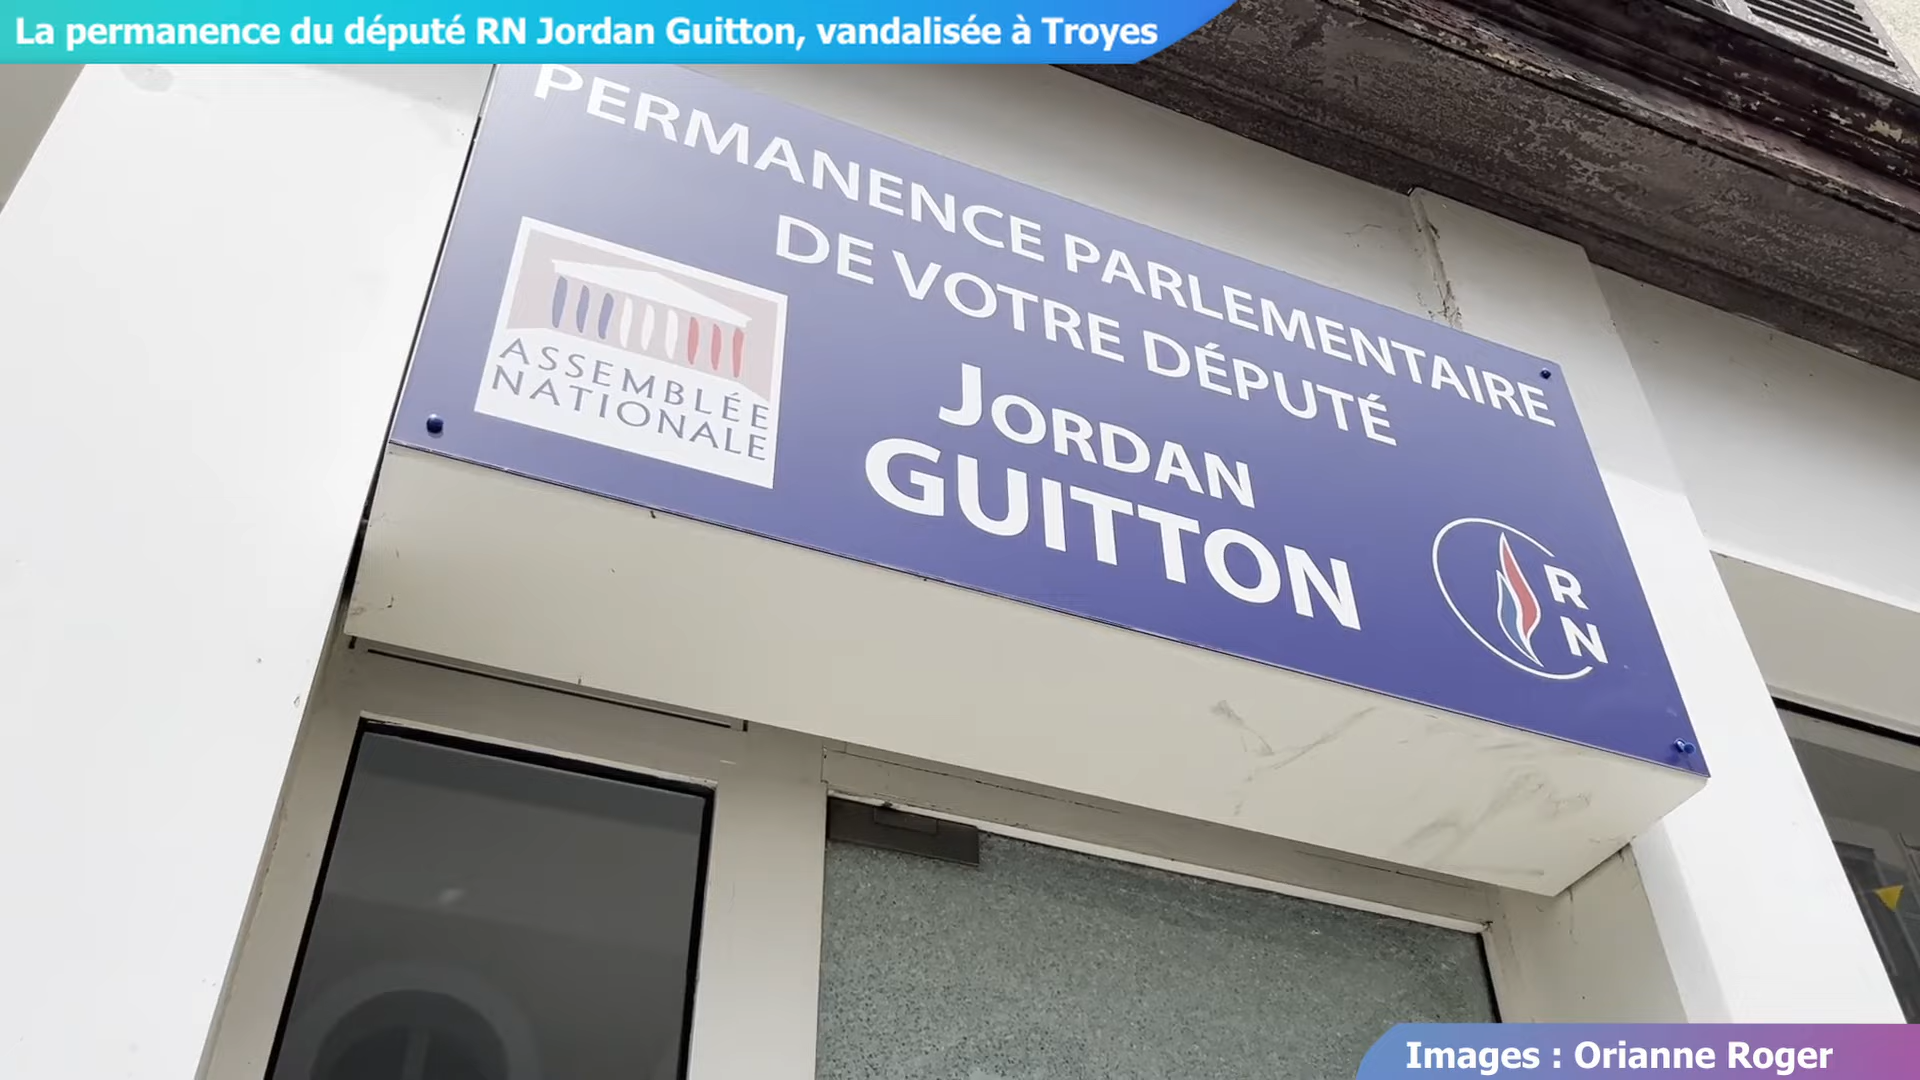 La permanence du député RN Jordan Guitton, vandalisée à Troyes
PERMANENCE PARLEMENTAIRE
DE VOTRE DÉPUTÉ
JORDAN
GUITTON
ASSEMBLÉE
NATIONALE
R
N
Images : Orianne Roger